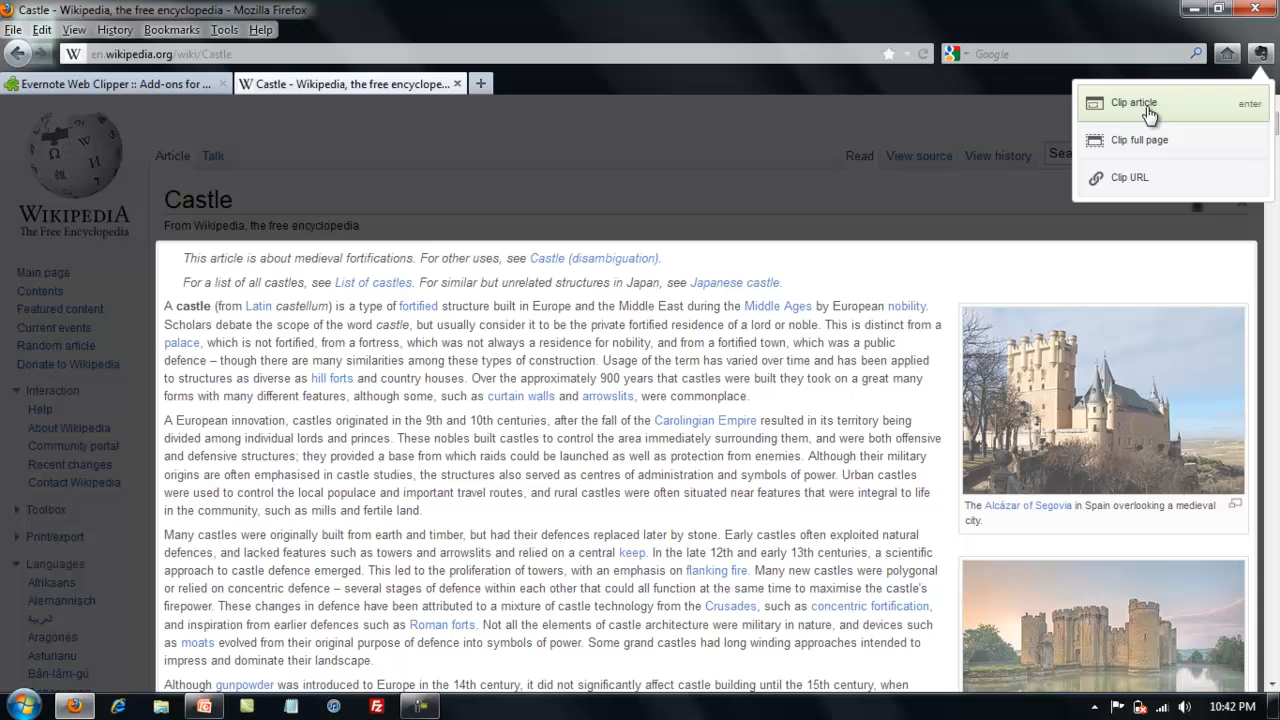 Castle - Wikipedia, the free encyclopedia - Mozilla Firefox
File Edit View History Bookmarks Tools Help
W en.wikipedia.org/wiki/Castle
Google
Evernote Web Clipper :: Add-ons for ...
W Castle - Wikipedia, the free encyclope...
Clip article enter
Clip full page
Clip URL
Article Talk
Read View source View history Sea
WIKIPEDIA
The Free Encyclopedia
Main page
Contents
Featured content
Current events
Random article
Donate to Wikipedia
Interaction
Help
About Wikipedia
Community portal
Recent changes
Contact Wikipedia
Toolbox
Print/export
Languages
Afrikaans
Alemannisch
العربية
Aragonés
Asturianu
Bân-lâm-gú
Castle
From Wikipedia, the free encyclopedia
This article is about medieval fortifications. For other uses, see Castle (disambiguation).
For a list of all castles, see List of castles. For similar but unrelated structures in Japan, see Japanese castle.
A castle (from Latin castellum) is a type of fortified structure built in Europe and the Middle East during the Middle Ages by European nobility.
Scholars debate the scope of the word castle, but usually consider it to be the private fortified residence of a lord or noble. This is distinct from a
palace, which is not fortified, from a fortress, which was not always a residence for nobility, and from a fortified town, which was a public
defence – though there are many similarities among these types of construction. Usage of the term has varied over time and has been applied
to structures as diverse as hill forts and country houses. Over the approximately 900 years that castles were built they took on a great many
forms with many different features, although some, such as curtain walls and arrowslits, were commonplace.
A European innovation, castles originated in the 9th and 10th centuries, after the fall of the Carolingian Empire resulted in its territory being
divided among individual lords and princes. These nobles built castles to control the area immediately surrounding them, and were both offensive
and defensive structures; they provided a base from which raids could be launched as well as protection from enemies. Although their military
origins are often emphasised in castle studies, the structures also served as centres of administration and symbols of power. Urban castles
were used to control the local populace and important travel routes, and rural castles were often situated near features that were integral to life
in the community, such as mills and fertile land.
Many castles were originally built from earth and timber, but had their defences replaced later by stone. Early castles often exploited natural
defences, and lacked features such as towers and arrowslits and relied on a central keep. In the late 12th and early 13th centuries, a scientific
approach to castle defence emerged. This led to the proliferation of towers, with an emphasis on flanking fire. Many new castles were polygonal
or relied on concentric defence – several stages of defence within each other that could all function at the same time to maximise the castle's
firepower. These changes in defence have been attributed to a mixture of castle technology from the Crusades, such as concentric fortification,
and inspiration from earlier defences such as Roman forts. Not all the elements of castle architecture were military in nature, and devices such
as moats evolved from their original purpose of defence into symbols of power. Some grand castles had long winding approaches intended to
impress and dominate their landscape.
Although gunpowder was introduced to Europe in the 14th century, it did not significantly affect castle building until the 15th century, when
The Alcázar of Segovia in Spain overlooking a medieval
city.
10:42 PM